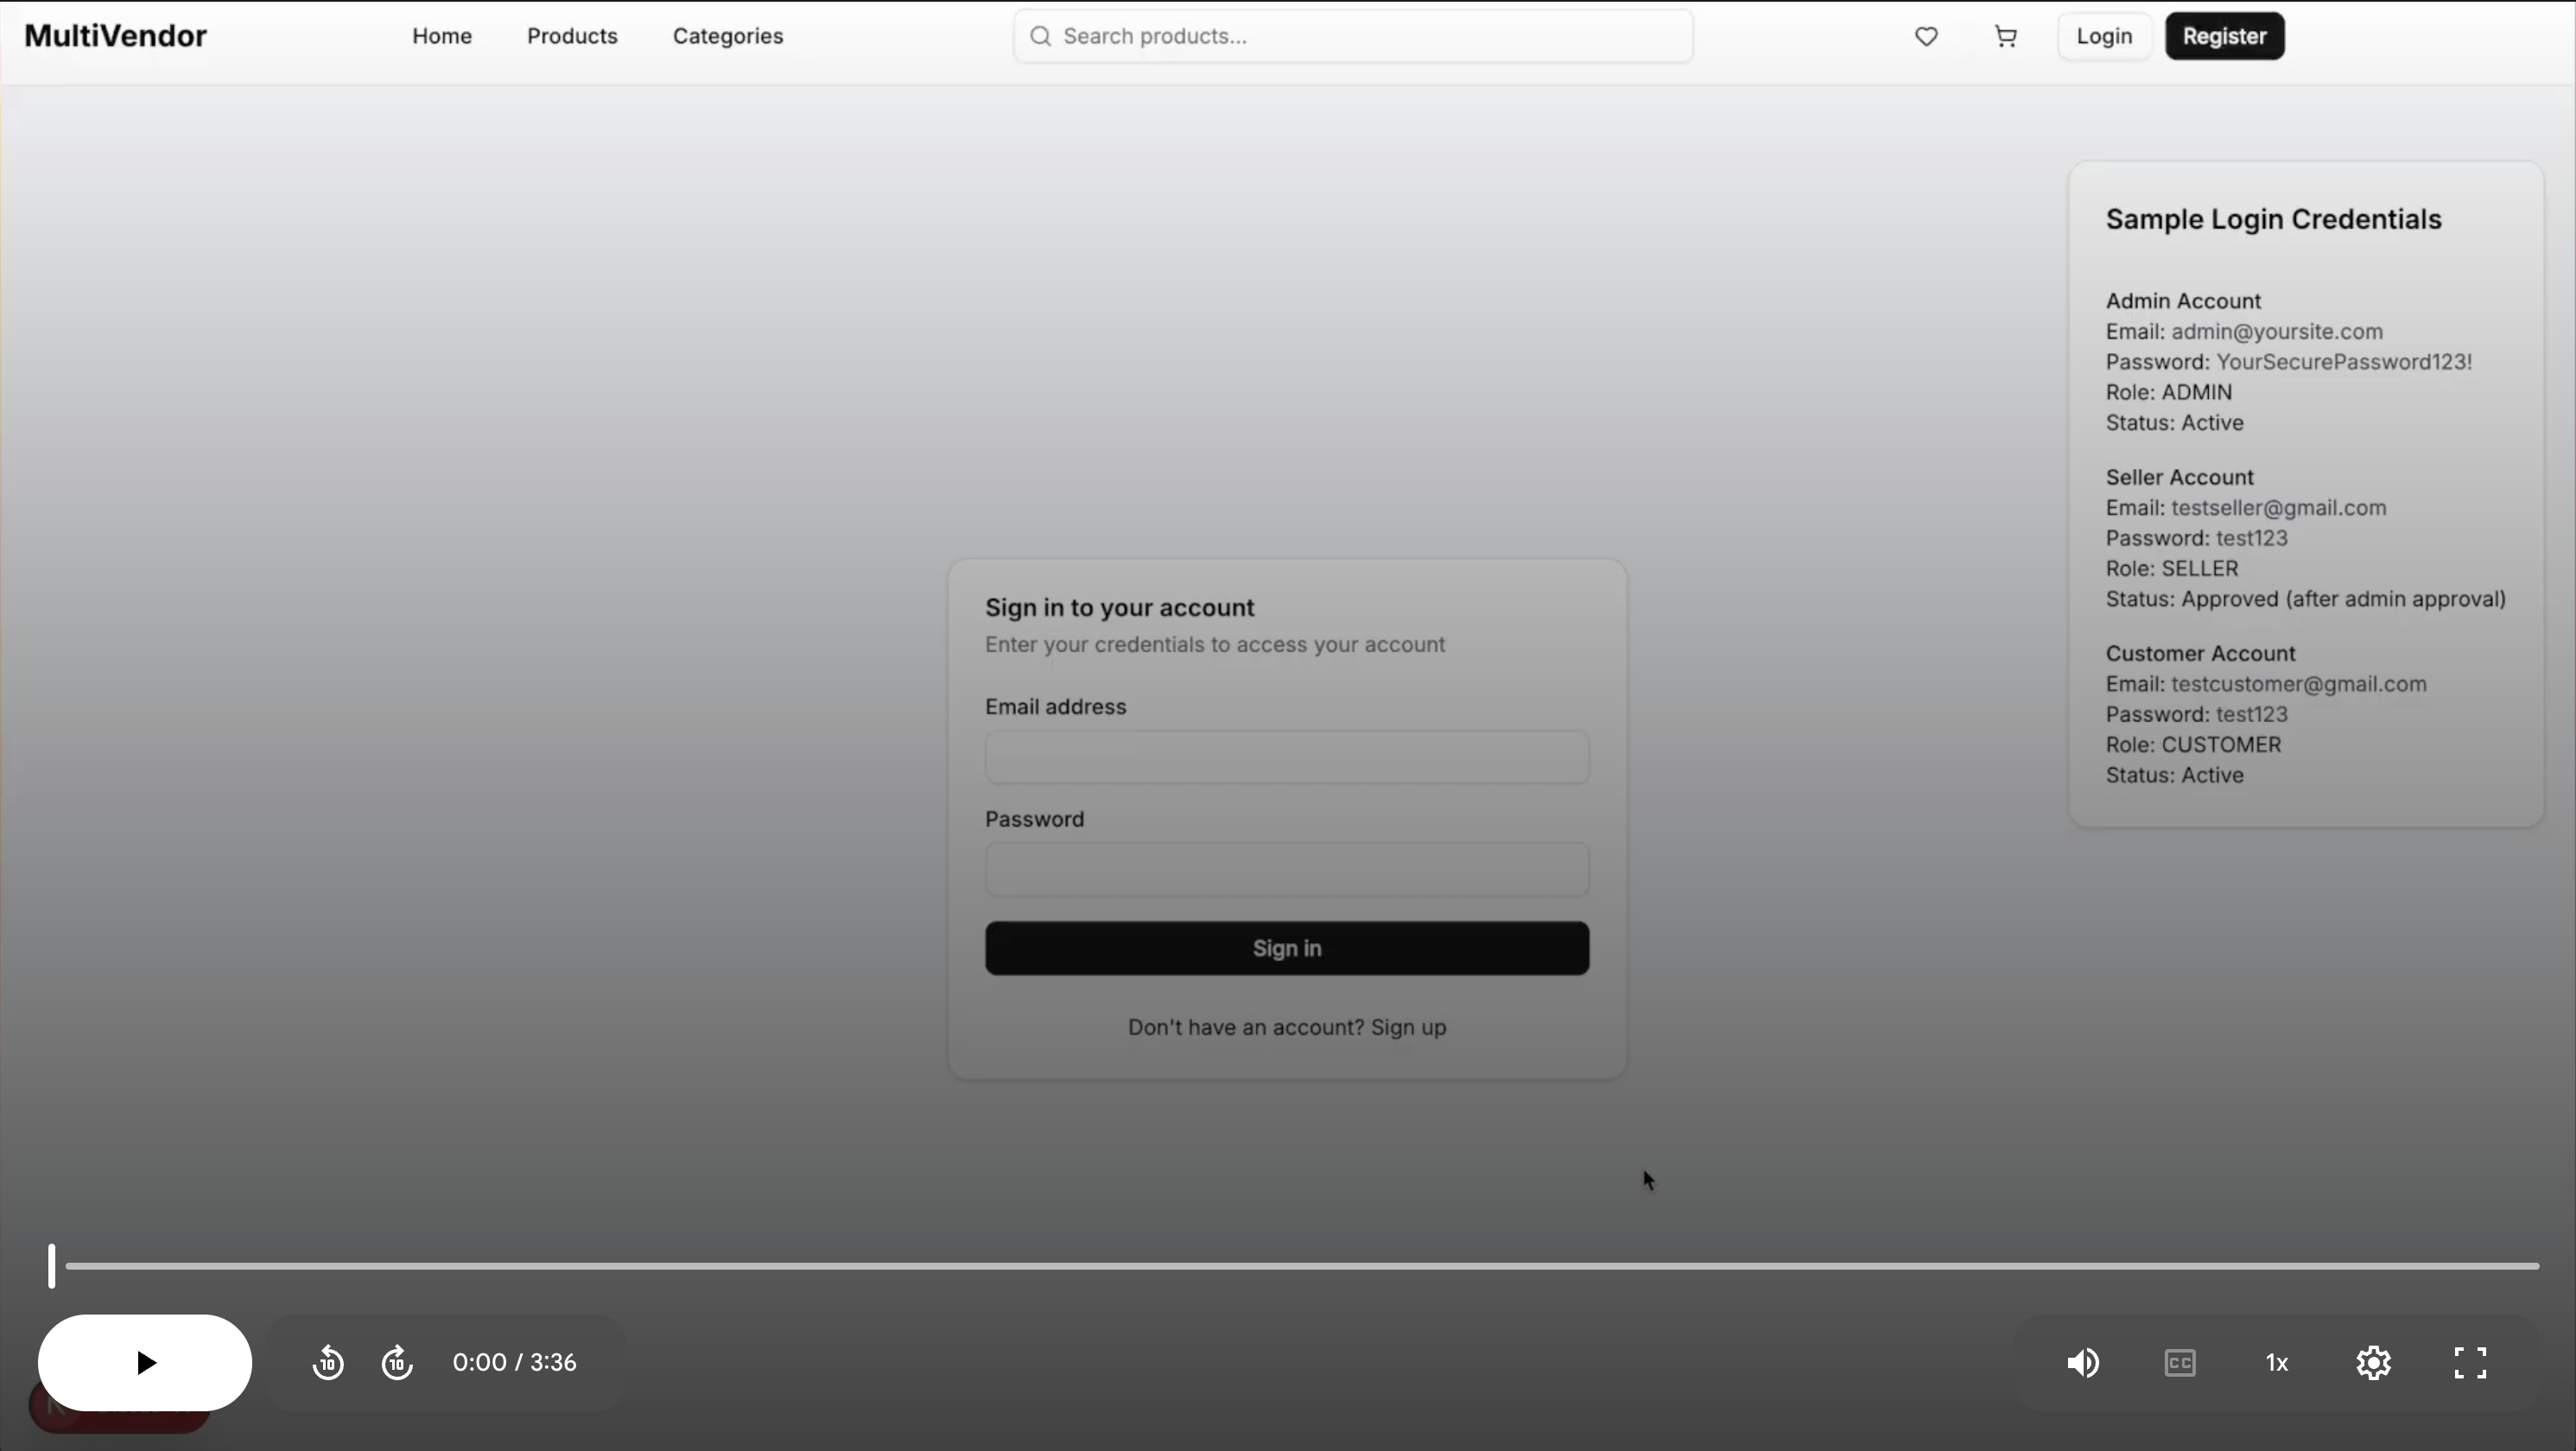 MultiVendor
Home
Products
Categories
Search products...
Login
Register
Sample Login Credentials
Admin Account
Email: admin@yoursite.com
Password: YourSecurePassword123!
Role: ADMIN
Status: Active
Seller Account
Email: testseller@gmail.com
Password: test123
Role: SELLER
Status: Approved (after admin approval)
Customer Account
Email: testcustomer@gmail.com
Password: test123
Role: CUSTOMER
Status: Active
Sign in to your account
Enter your credentials to access your account
Email address
Password
Sign in
Don't have an account? Sign up
10
10
0:00 / 3:36
CC
1x